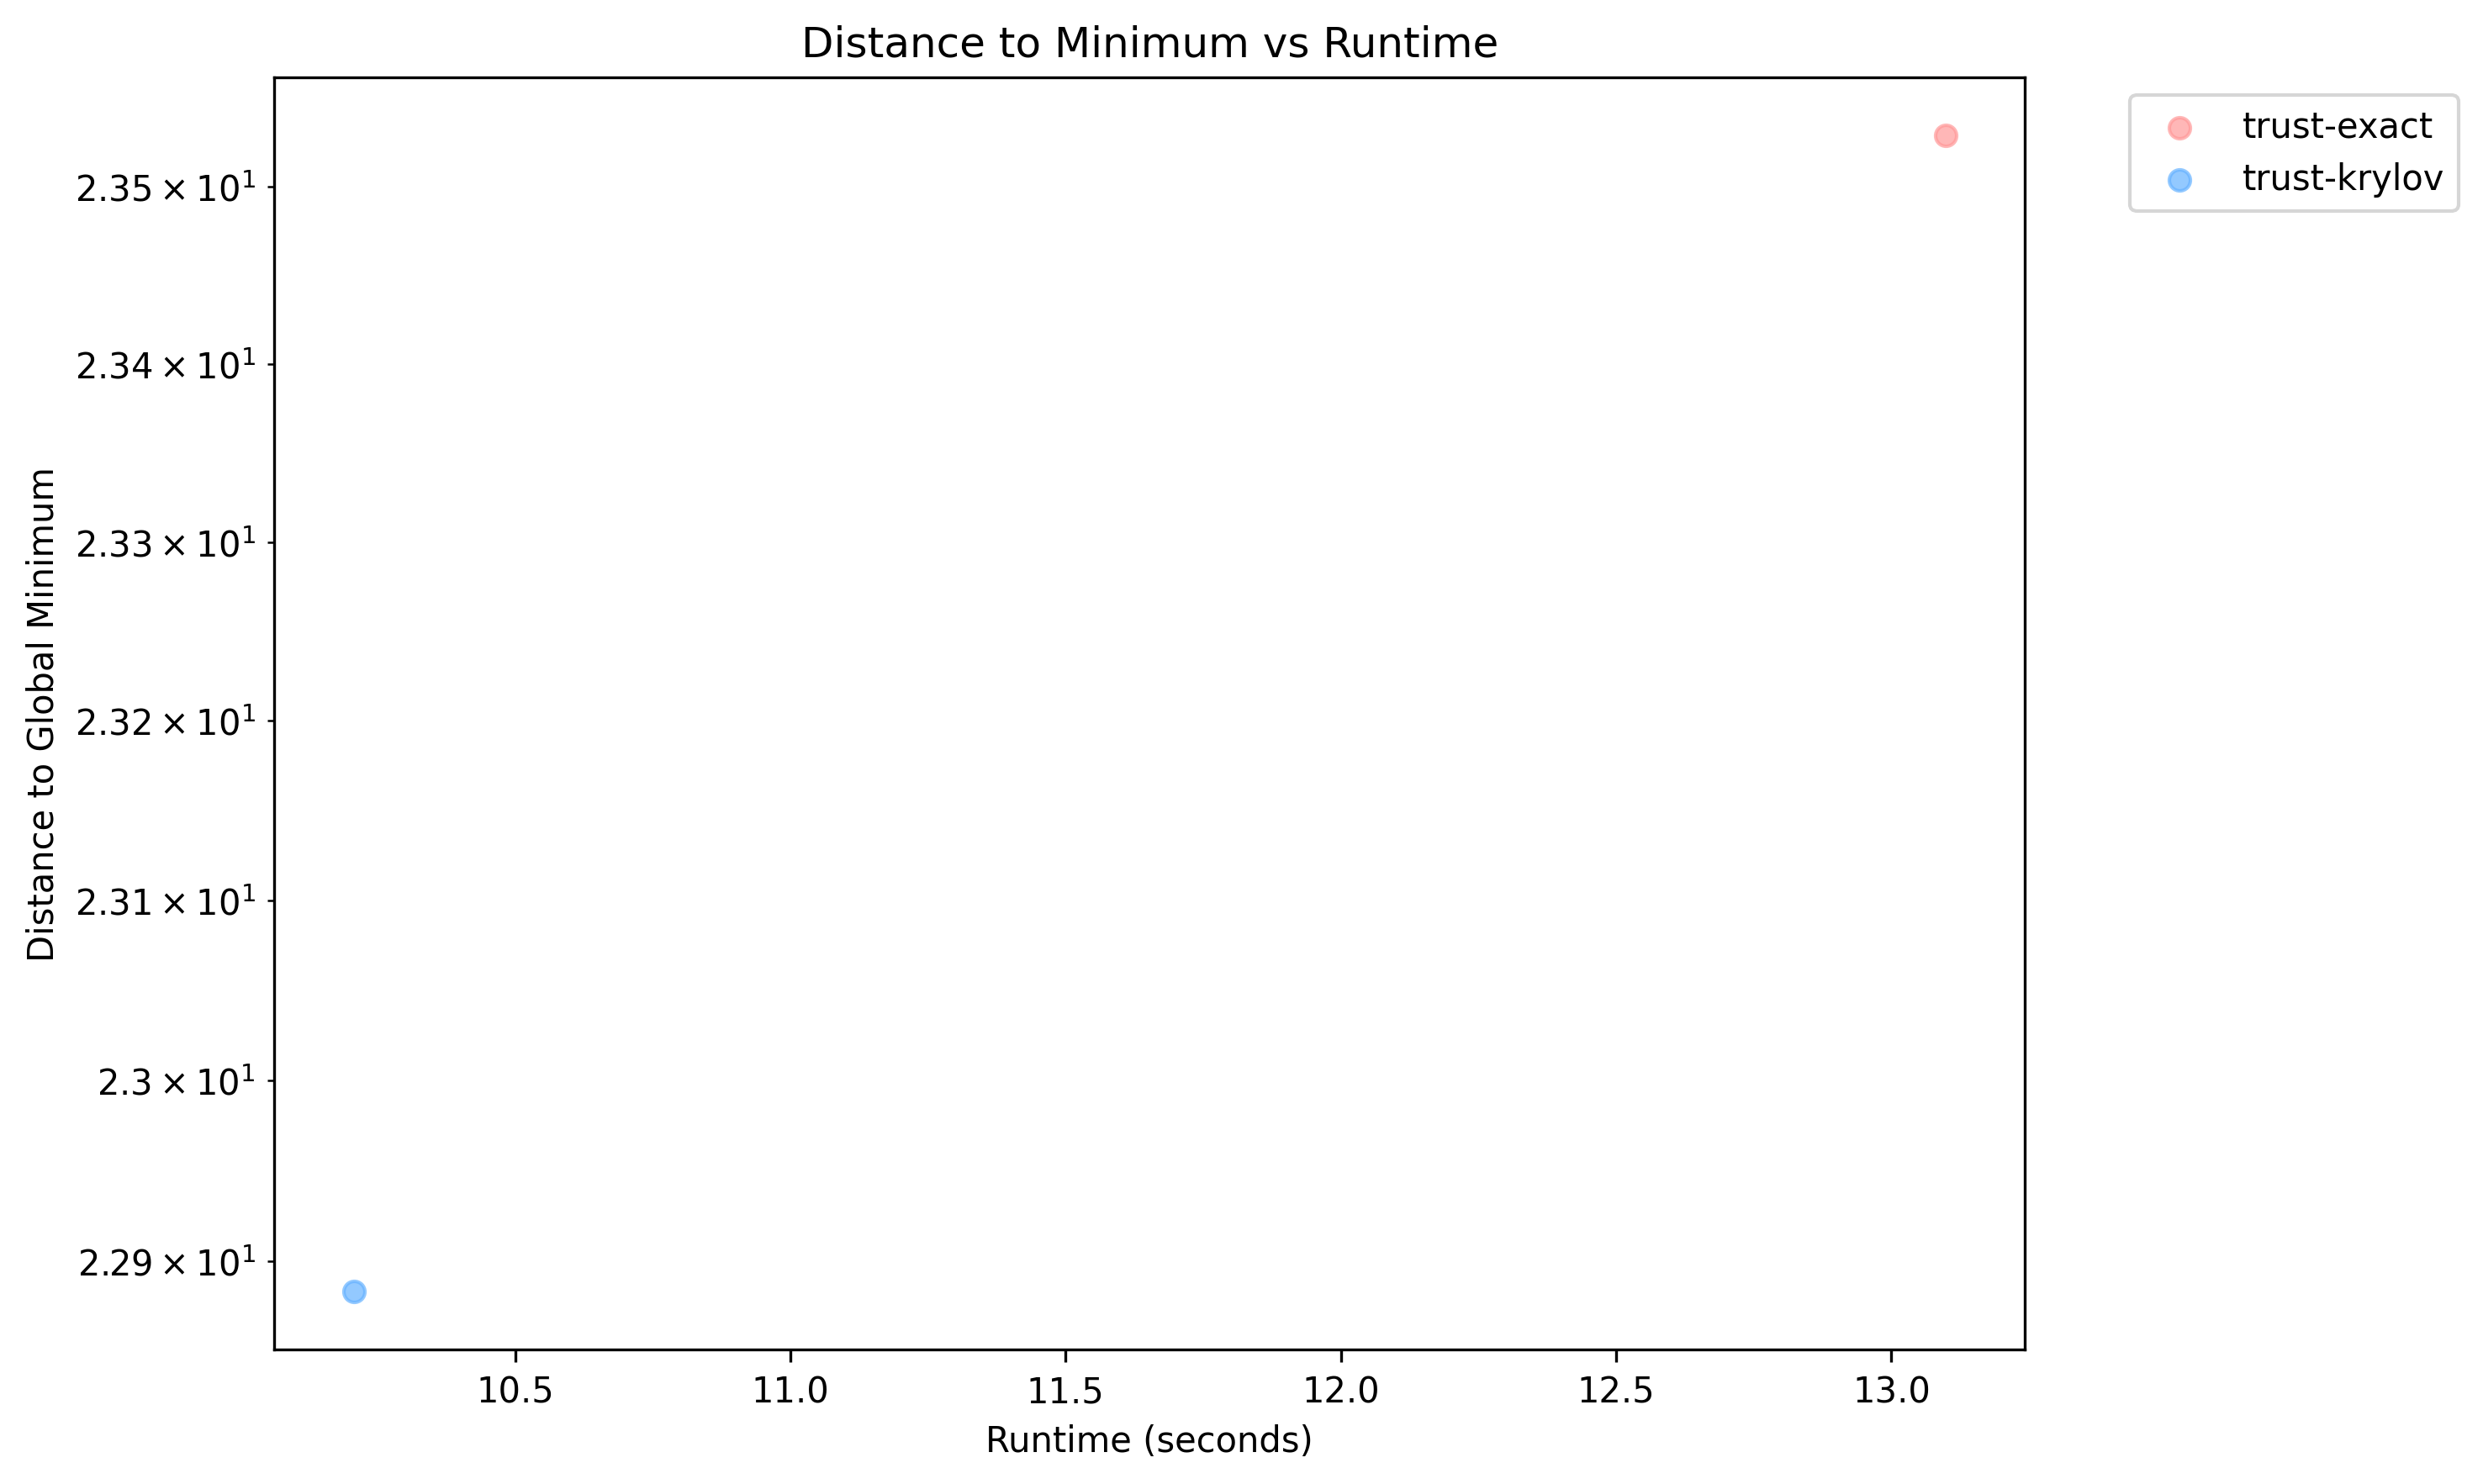 Distance to Minimum vs Runtime
trust-exact
trust-krylov
Distance to Global Minimum
2.35 × 10¹
2.34 × 10¹
2.33 × 10¹
2.32 × 10¹
2.31 × 10¹
2.3 × 10¹
2.29 × 10¹
10.5 11.0 11.5 12.0 12.5 13.0
Runtime (seconds)